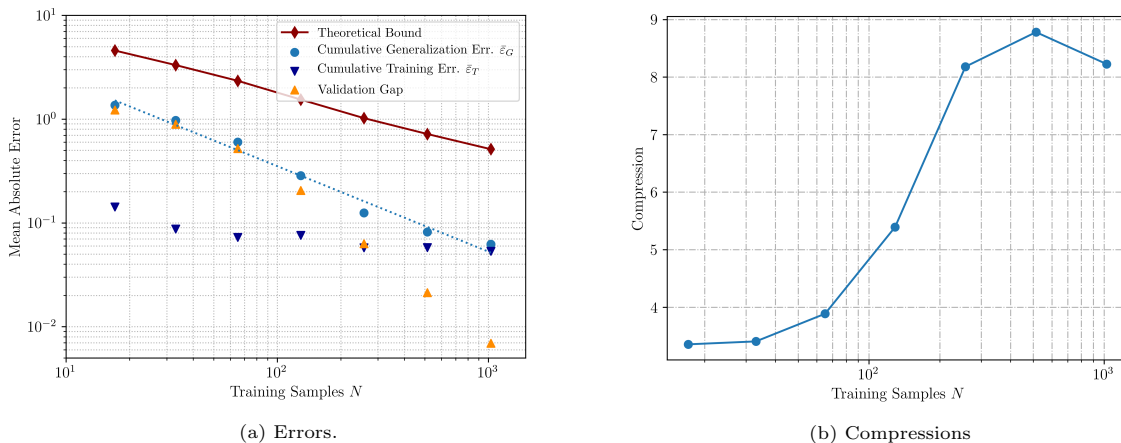 Theoretical Bound
Cumulative Generalization Err. ε̄_G
Cumulative Training Err. ε̄_T
Validation Gap
Mean Absolute Error
10^1
10^0
10^−1
10^−2
10^1
10^2
10^3
Training Samples N
(a) Errors.
Compression
9
8
7
6
5
4
10^2
10^3
Training Samples N
(b) Compressions